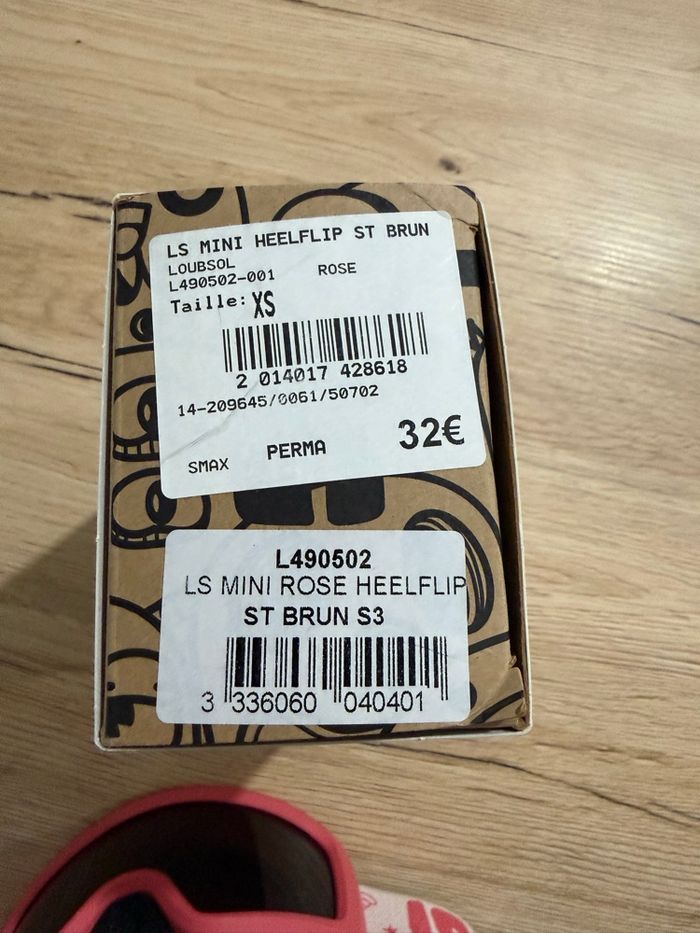 LS MINI HEELFLIP ST BRUN
LOUBSOL
L490502-001 ROSE
Taille: XS
2 014017 428618
14-209645/0061/50702
32€
SMAX PERMA
L490502
LS MINI ROSE HEELFLIP
ST BRUN S3
3 336060 040401